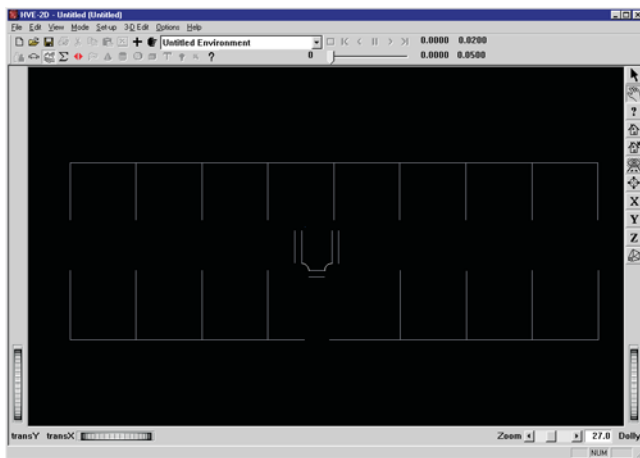 HVE-2D - Untitled (Untitled)
File Edit View Mode Set-up 3-D Edit Options Help
Untitled Environment 0.0000 0.0200
? 0 0.0000 0.0500
?
X
Y
Z
transY transX Zoom 27.0 Dolly
NUM